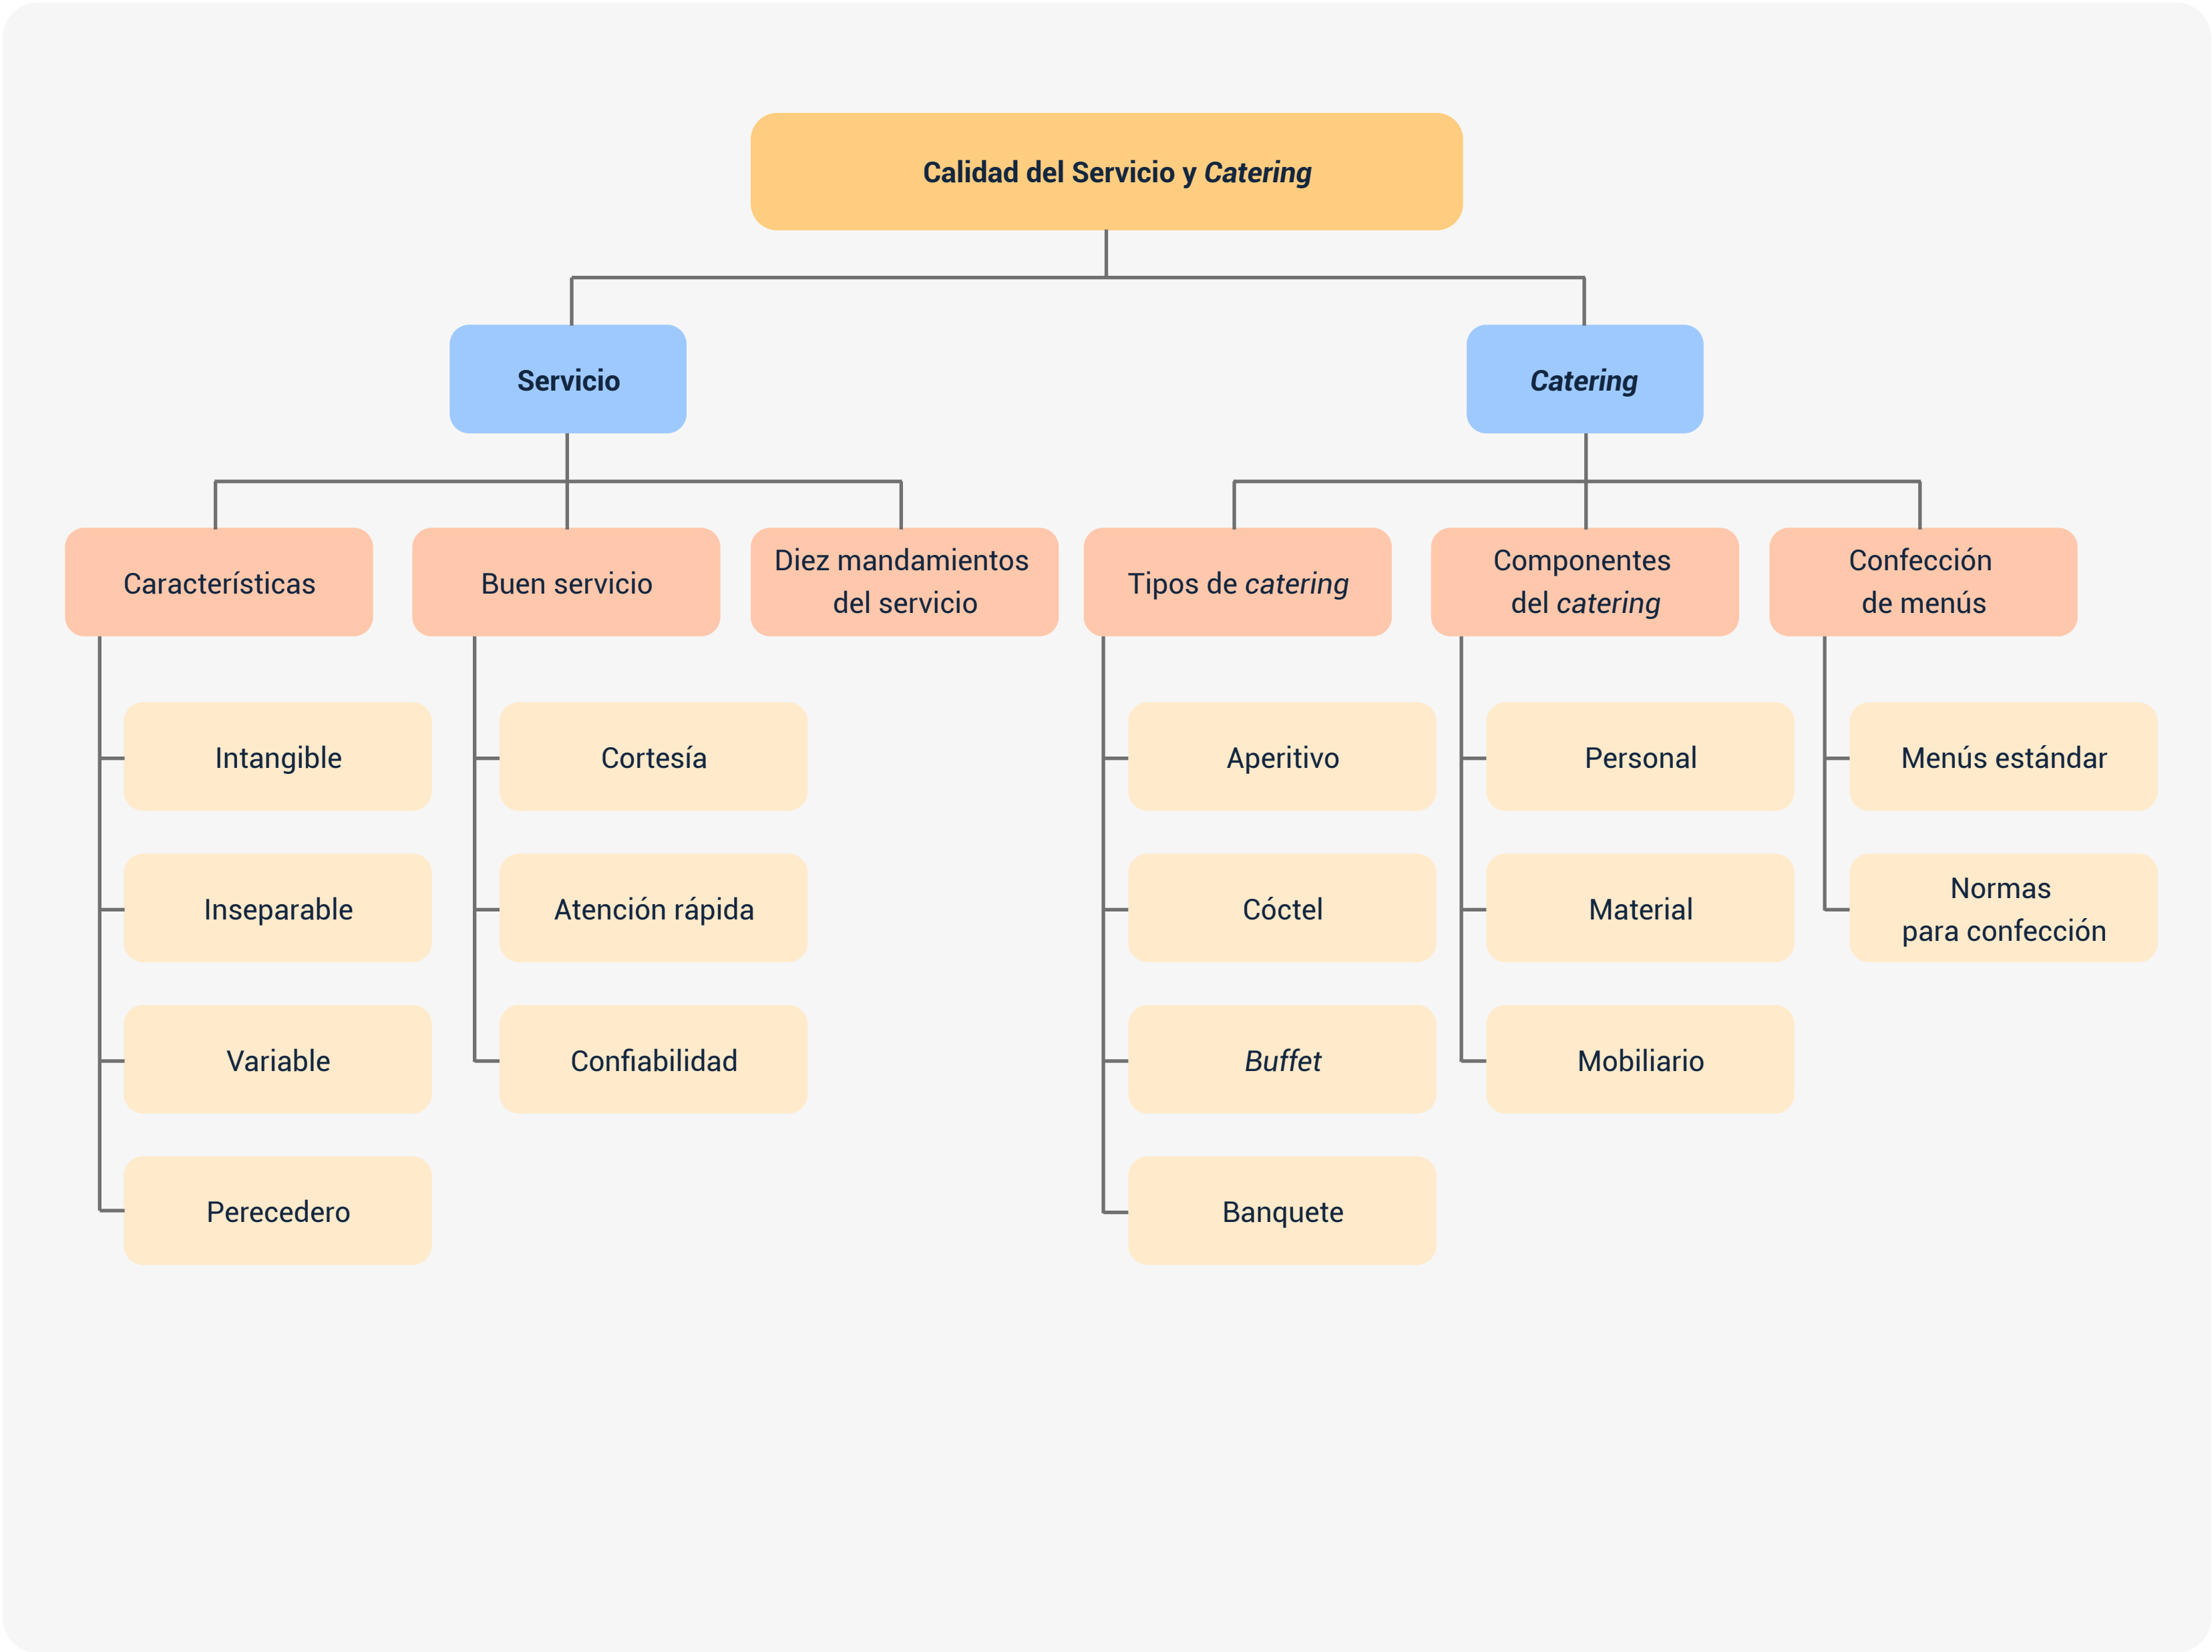 Calidad del Servicio y Catering
Servicio
Catering
Características
Buen servicio
Diez mandamientos
del servicio
Tipos de catering
Componentes
del catering
Confección
de menús
Intangible
Cortesía
Aperitivo
Personal
Menús estándar
Inseparable
Atención rápida
Cóctel
Material
Normas
para confección
Variable
Confiabilidad
Buffet
Mobiliario
Perecedero
Banquete